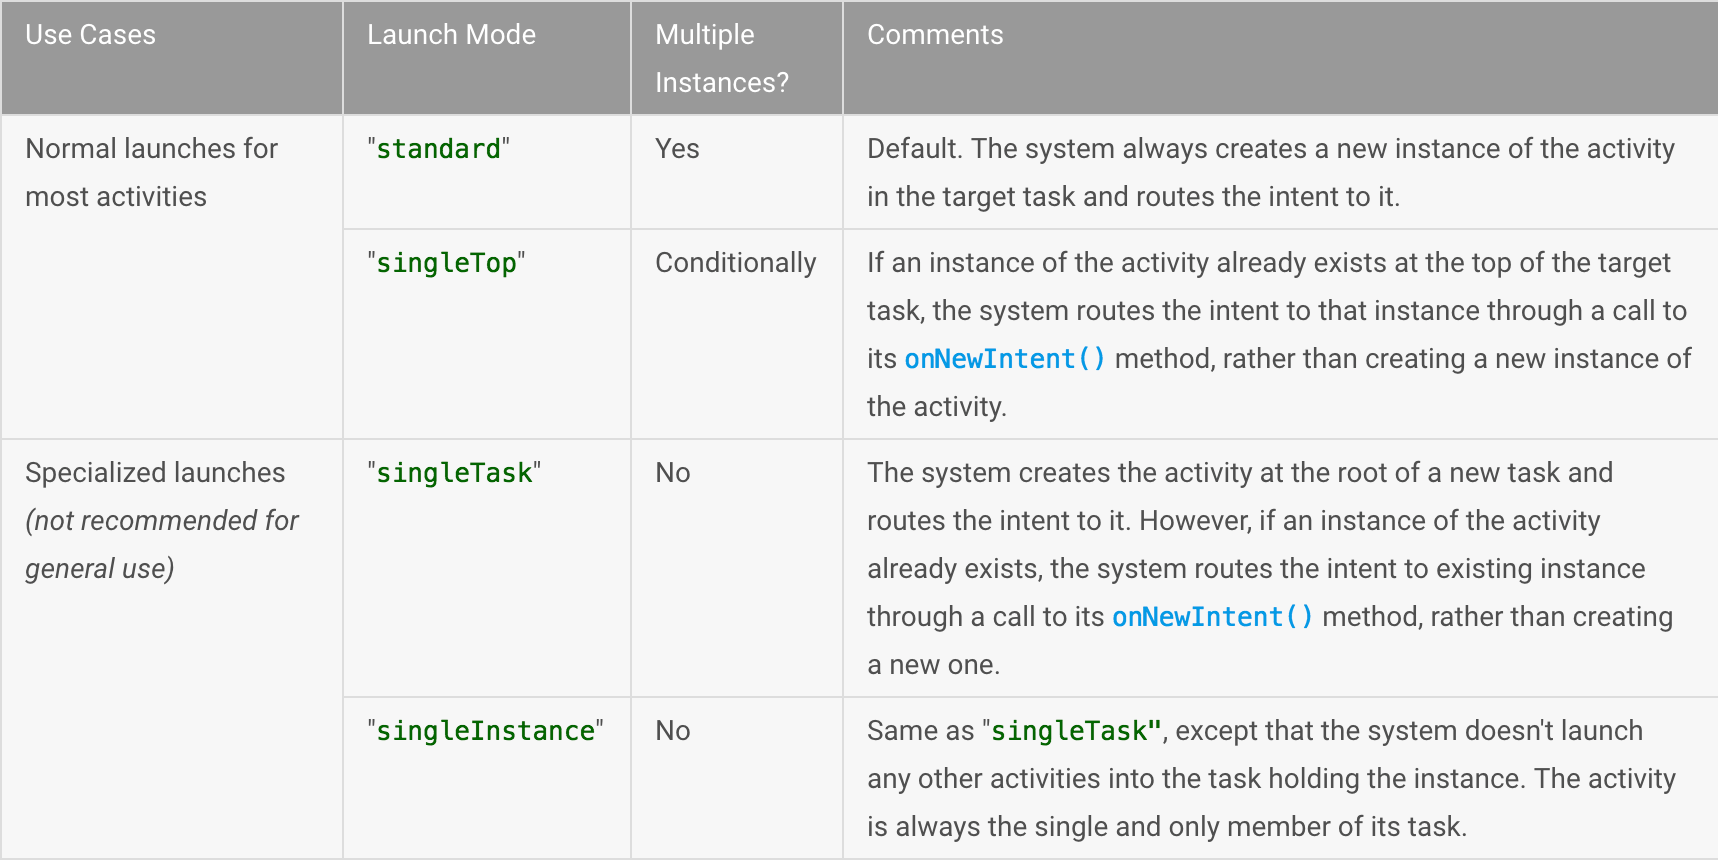 Use Cases
Launch Mode
Multiple
Instances?
Comments
Normal launches for
most activities
"standard"
Yes
Default. The system always creates a new instance of the activity
in the target task and routes the intent to it.
"singleTop"
Conditionally
If an instance of the activity already exists at the top of the target
task, the system routes the intent to that instance through a call to
its onNewIntent() method, rather than creating a new instance of
the activity.
Specialized launches
(not recommended for
general use)
"singleTask"
No
The system creates the activity at the root of a new task and
routes the intent to it. However, if an instance of the activity
already exists, the system routes the intent to existing instance
through a call to its onNewIntent() method, rather than creating
a new one.
"singleInstance"
No
Same as "singleTask", except that the system doesn't launch
any other activities into the task holding the instance. The activity
is always the single and only member of its task.